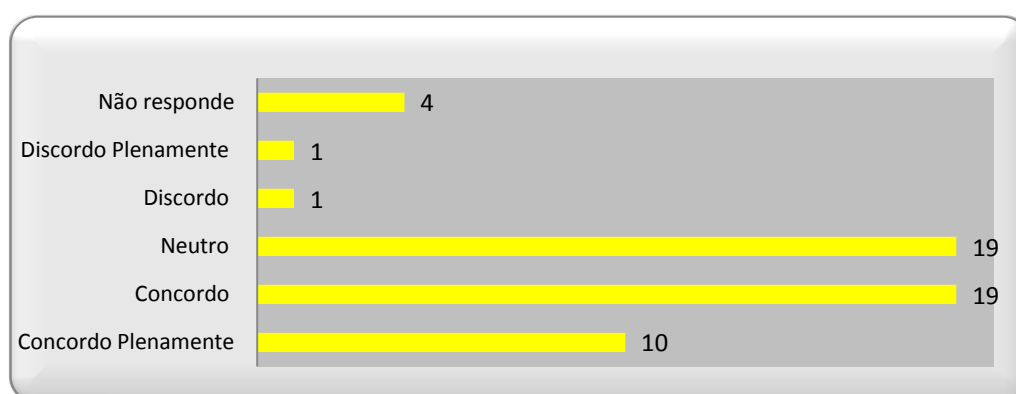 Não responde 4
Discordo Plenamente 1
Discordo 1
Neutro 19
Concordo 19
Concordo Plenamente 10